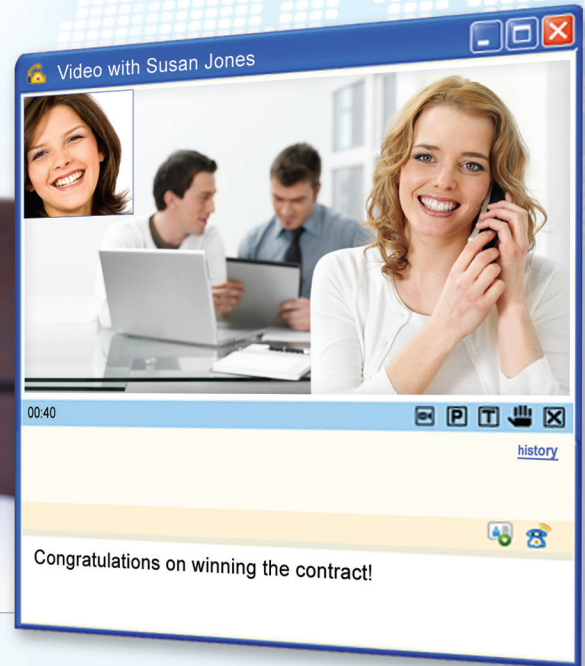 Video with Susan Jones
00:40
P T
history
Congratulations on winning the contract!